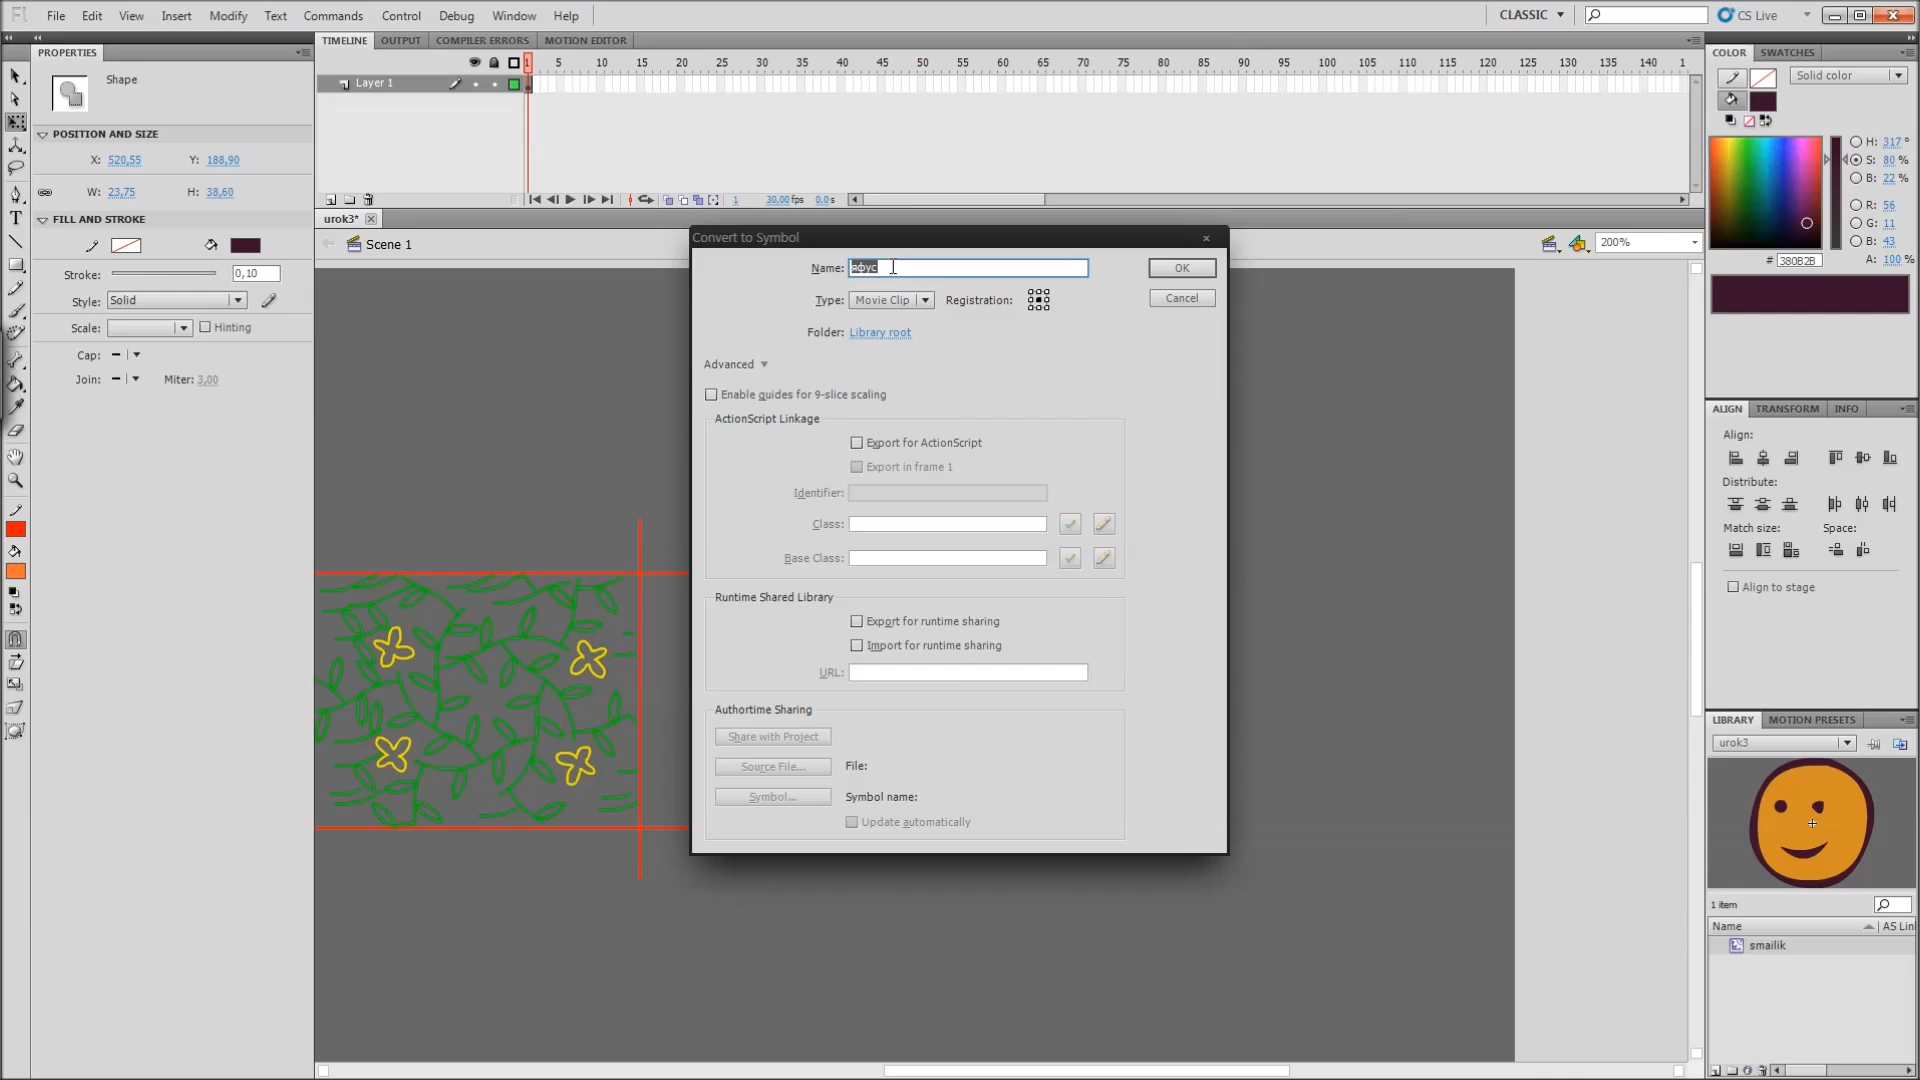 Fl File Edit View Insert Modify Text Commands Control Debug Window Help CLASSIC CS Live
PROPERTIES
Shape
POSITION AND SIZE
X: 520,55 Y: 188,90
W: 23,75 H: 38,60
FILL AND STROKE
Stroke: 0,10
Style: Solid
Scale: Hinting
Cap:
Join: Miter: 3,00
TIMELINE OUTPUT COMPILER ERRORS MOTION EDITOR
1 5 10 15 20 25 30 35 40 45 50 55 60 65 70 75 80 85 90 95 100 105 110 115 120 125 130 135 140 1
Layer 1
1 30,00 fps 0,0 s
urok3*
Scene 1
200%
Convert to Symbol
Name: афус
OK
Type: Movie Clip Registration:
Cancel
Folder: Library root
Advanced
Enable guides for 9-slice scaling
ActionScript Linkage
Export for ActionScript
Export in frame 1
Identifier:
Class:
Base Class:
Runtime Shared Library
Export for runtime sharing
Import for runtime sharing
URL:
Authortime Sharing
Share with Project
Source File... File:
Symbol... Symbol name:
Update automatically
COLOR SWATCHES
Solid color
H: 317 °
S: 80 %
B: 22 %
R: 56
G: 11
B: 43
# 380B2B A: 100 %
ALIGN TRANSFORM INFO
Align:
Distribute:
Match size: Space:
Align to stage
LIBRARY MOTION PRESETS
urok3
1 item
Name AS Lin
smailik